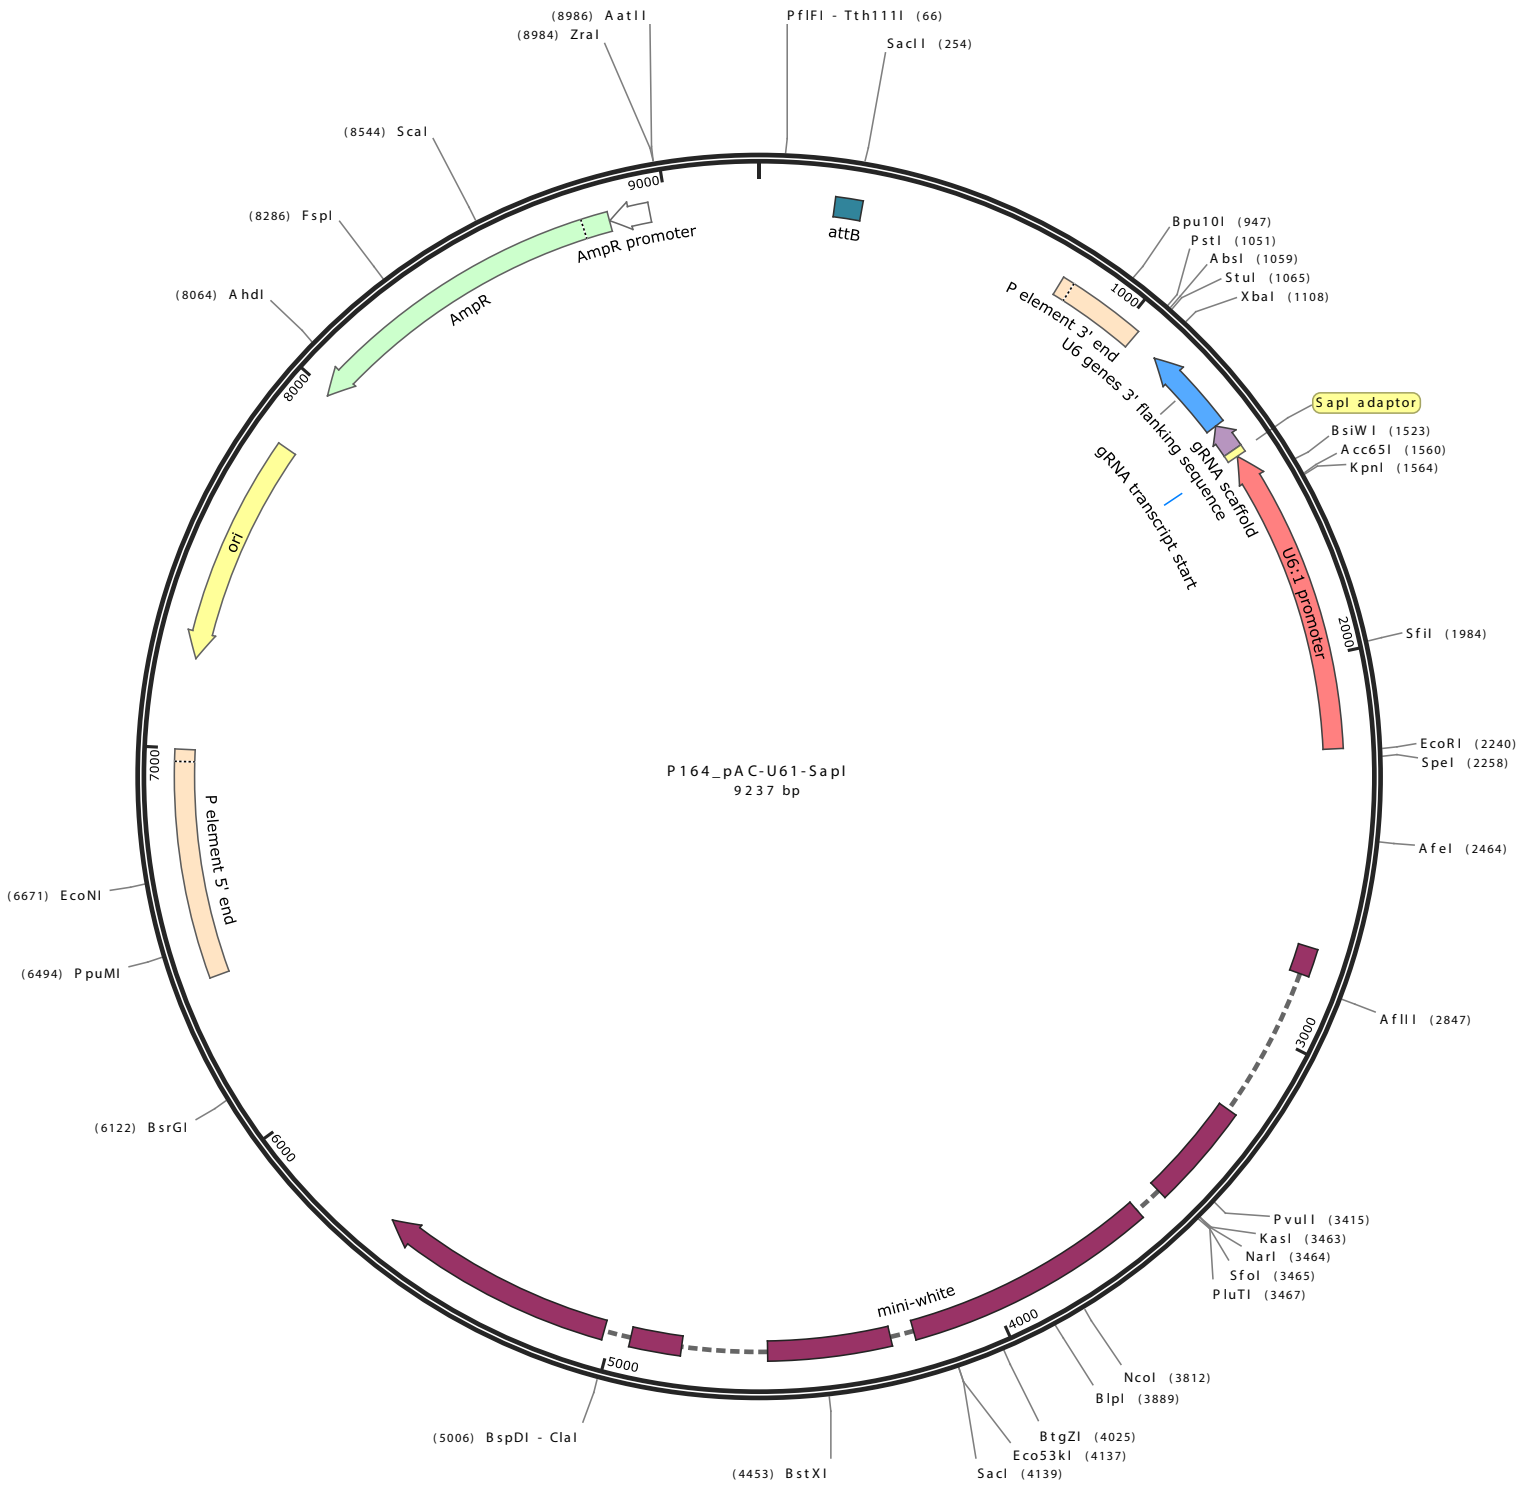 (8986) AatII
(8984) ZraI
PflFI - Tth111I (66)
SacII (254)
(8544) ScaI
(8286) FspI
(8064) AhdI
9000
AmpR promoter
AmpR
8000
attB
Bpu10I (947)
PstI (1051)
AbsI (1059)
StuI (1065)
XbaI (1108)
1000
P element 3' end
U6 genes 3' flanking sequence
gRNA scaffold
gRNA transcript start
SapI adaptor
BsiWI (1523)
Acc65I (1560)
KpnI (1564)
U6:1 promoter
2000
SfiI (1984)
EcoRI (2240)
SpeI (2258)
AfeI (2464)
ori
7000
P element 5' end
P164_pAC-U61-SapI
9237 bp
(6671) EcoNI
(6494) PpuMI
(6122) BsrGI
6000
AflII (2847)
3000
PvuII (3415)
KasI (3463)
NarI (3464)
SfoI (3465)
PluTI (3467)
mini-white
4000
5000
NcoI (3812)
BlpI (3889)
BtgZI (4025)
Eco53kI (4137)
SacI (4139)
(4453) BstXI
(5006) BspDI - ClaI